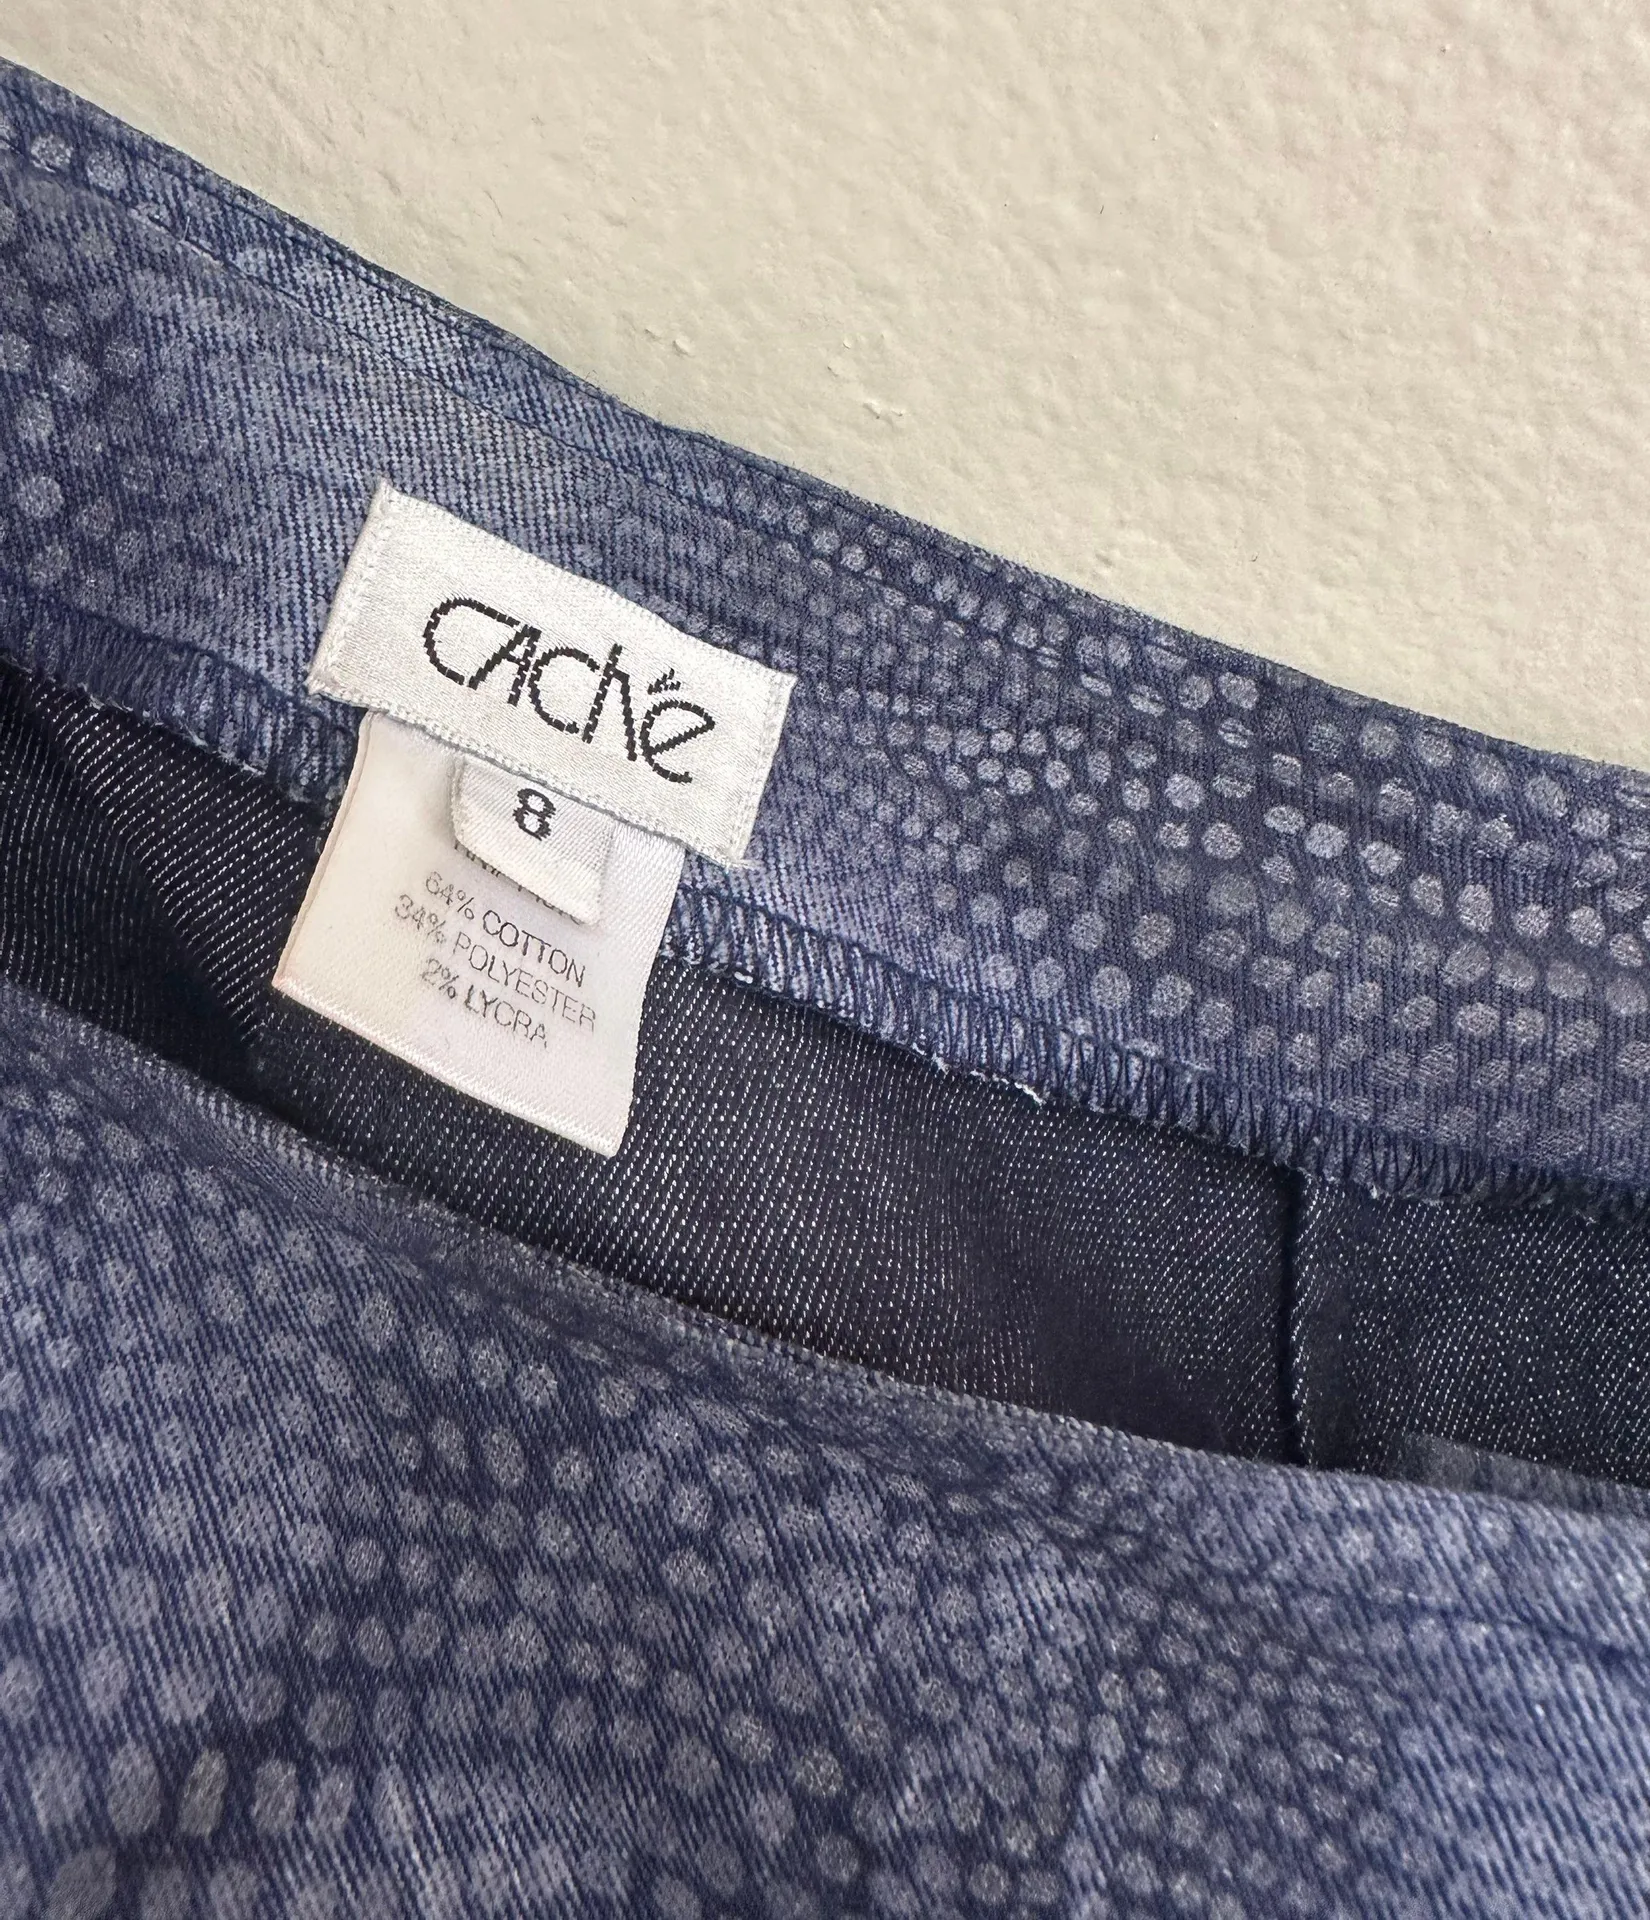 CAChé
8
64% COTTON
34% POLYESTER
2% LYCRA